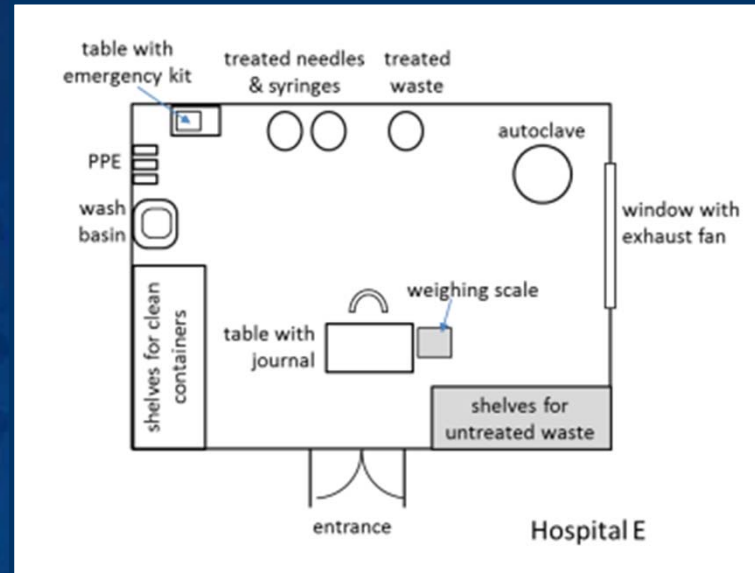 table with
emergency kit
treated needles
& syringes
treated
waste
autoclave
PPE
wash
basin
window with
exhaust fan
weighing scale
table with
journal
shelves for clean
containers
shelves for
untreated waste
entrance
Hospital E